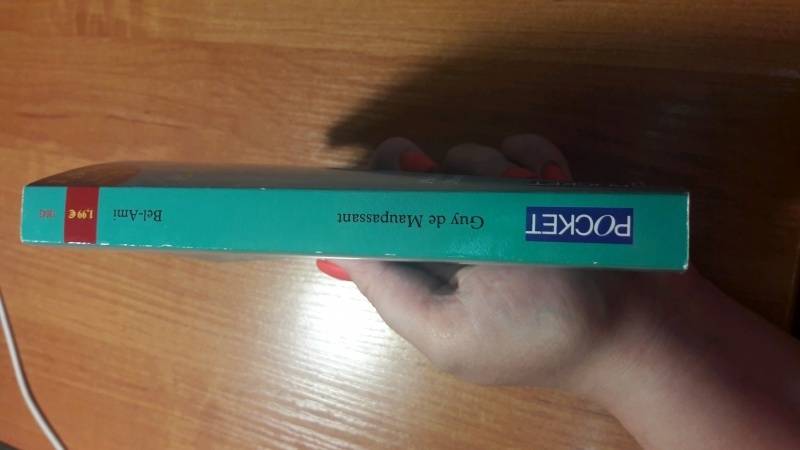 POCKET
Guy de Maupassant
Bel-Ami
1,99 €